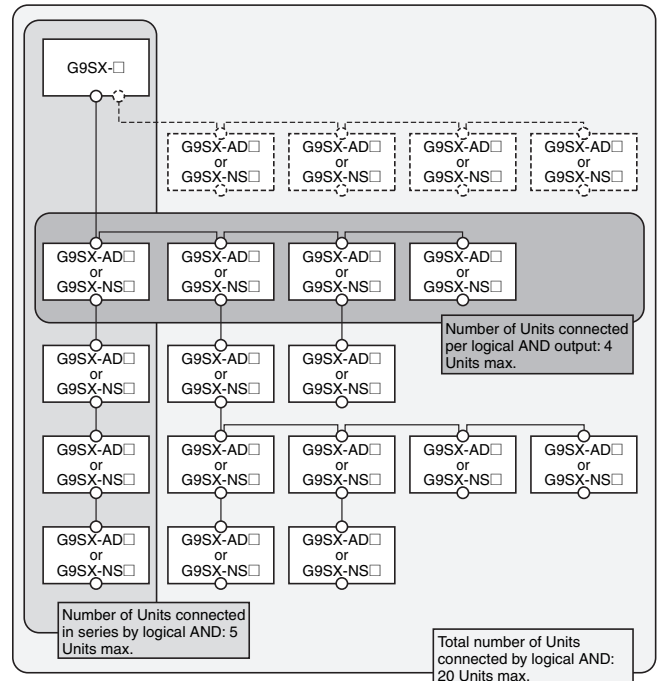 G9SX-□
G9SX-AD□ G9SX-AD□ G9SX-AD□ G9SX-AD□
or or or or
G9SX-NS□ G9SX-NS□ G9SX-NS□ G9SX-NS□
G9SX-AD□ G9SX-AD□ G9SX-AD□ G9SX-AD□
or or or or
G9SX-NS□ G9SX-NS□ G9SX-NS□ G9SX-NS□
Number of Units connected
per logical AND output: 4
Units max.
G9SX-AD□ G9SX-AD□ G9SX-AD□
or or or
G9SX-NS□ G9SX-NS□ G9SX-NS□
G9SX-AD□ G9SX-AD□ G9SX-AD□ G9SX-AD□ G9SX-AD□
or or or or or
G9SX-NS□ G9SX-NS□ G9SX-NS□ G9SX-NS□ G9SX-NS□
G9SX-AD□ G9SX-AD□ G9SX-AD□
or or or
G9SX-NS□ G9SX-NS□ G9SX-NS□
Number of Units connected
in series by logical AND: 5
Units max.
Total number of Units
connected by logical AND:
20 Units max.